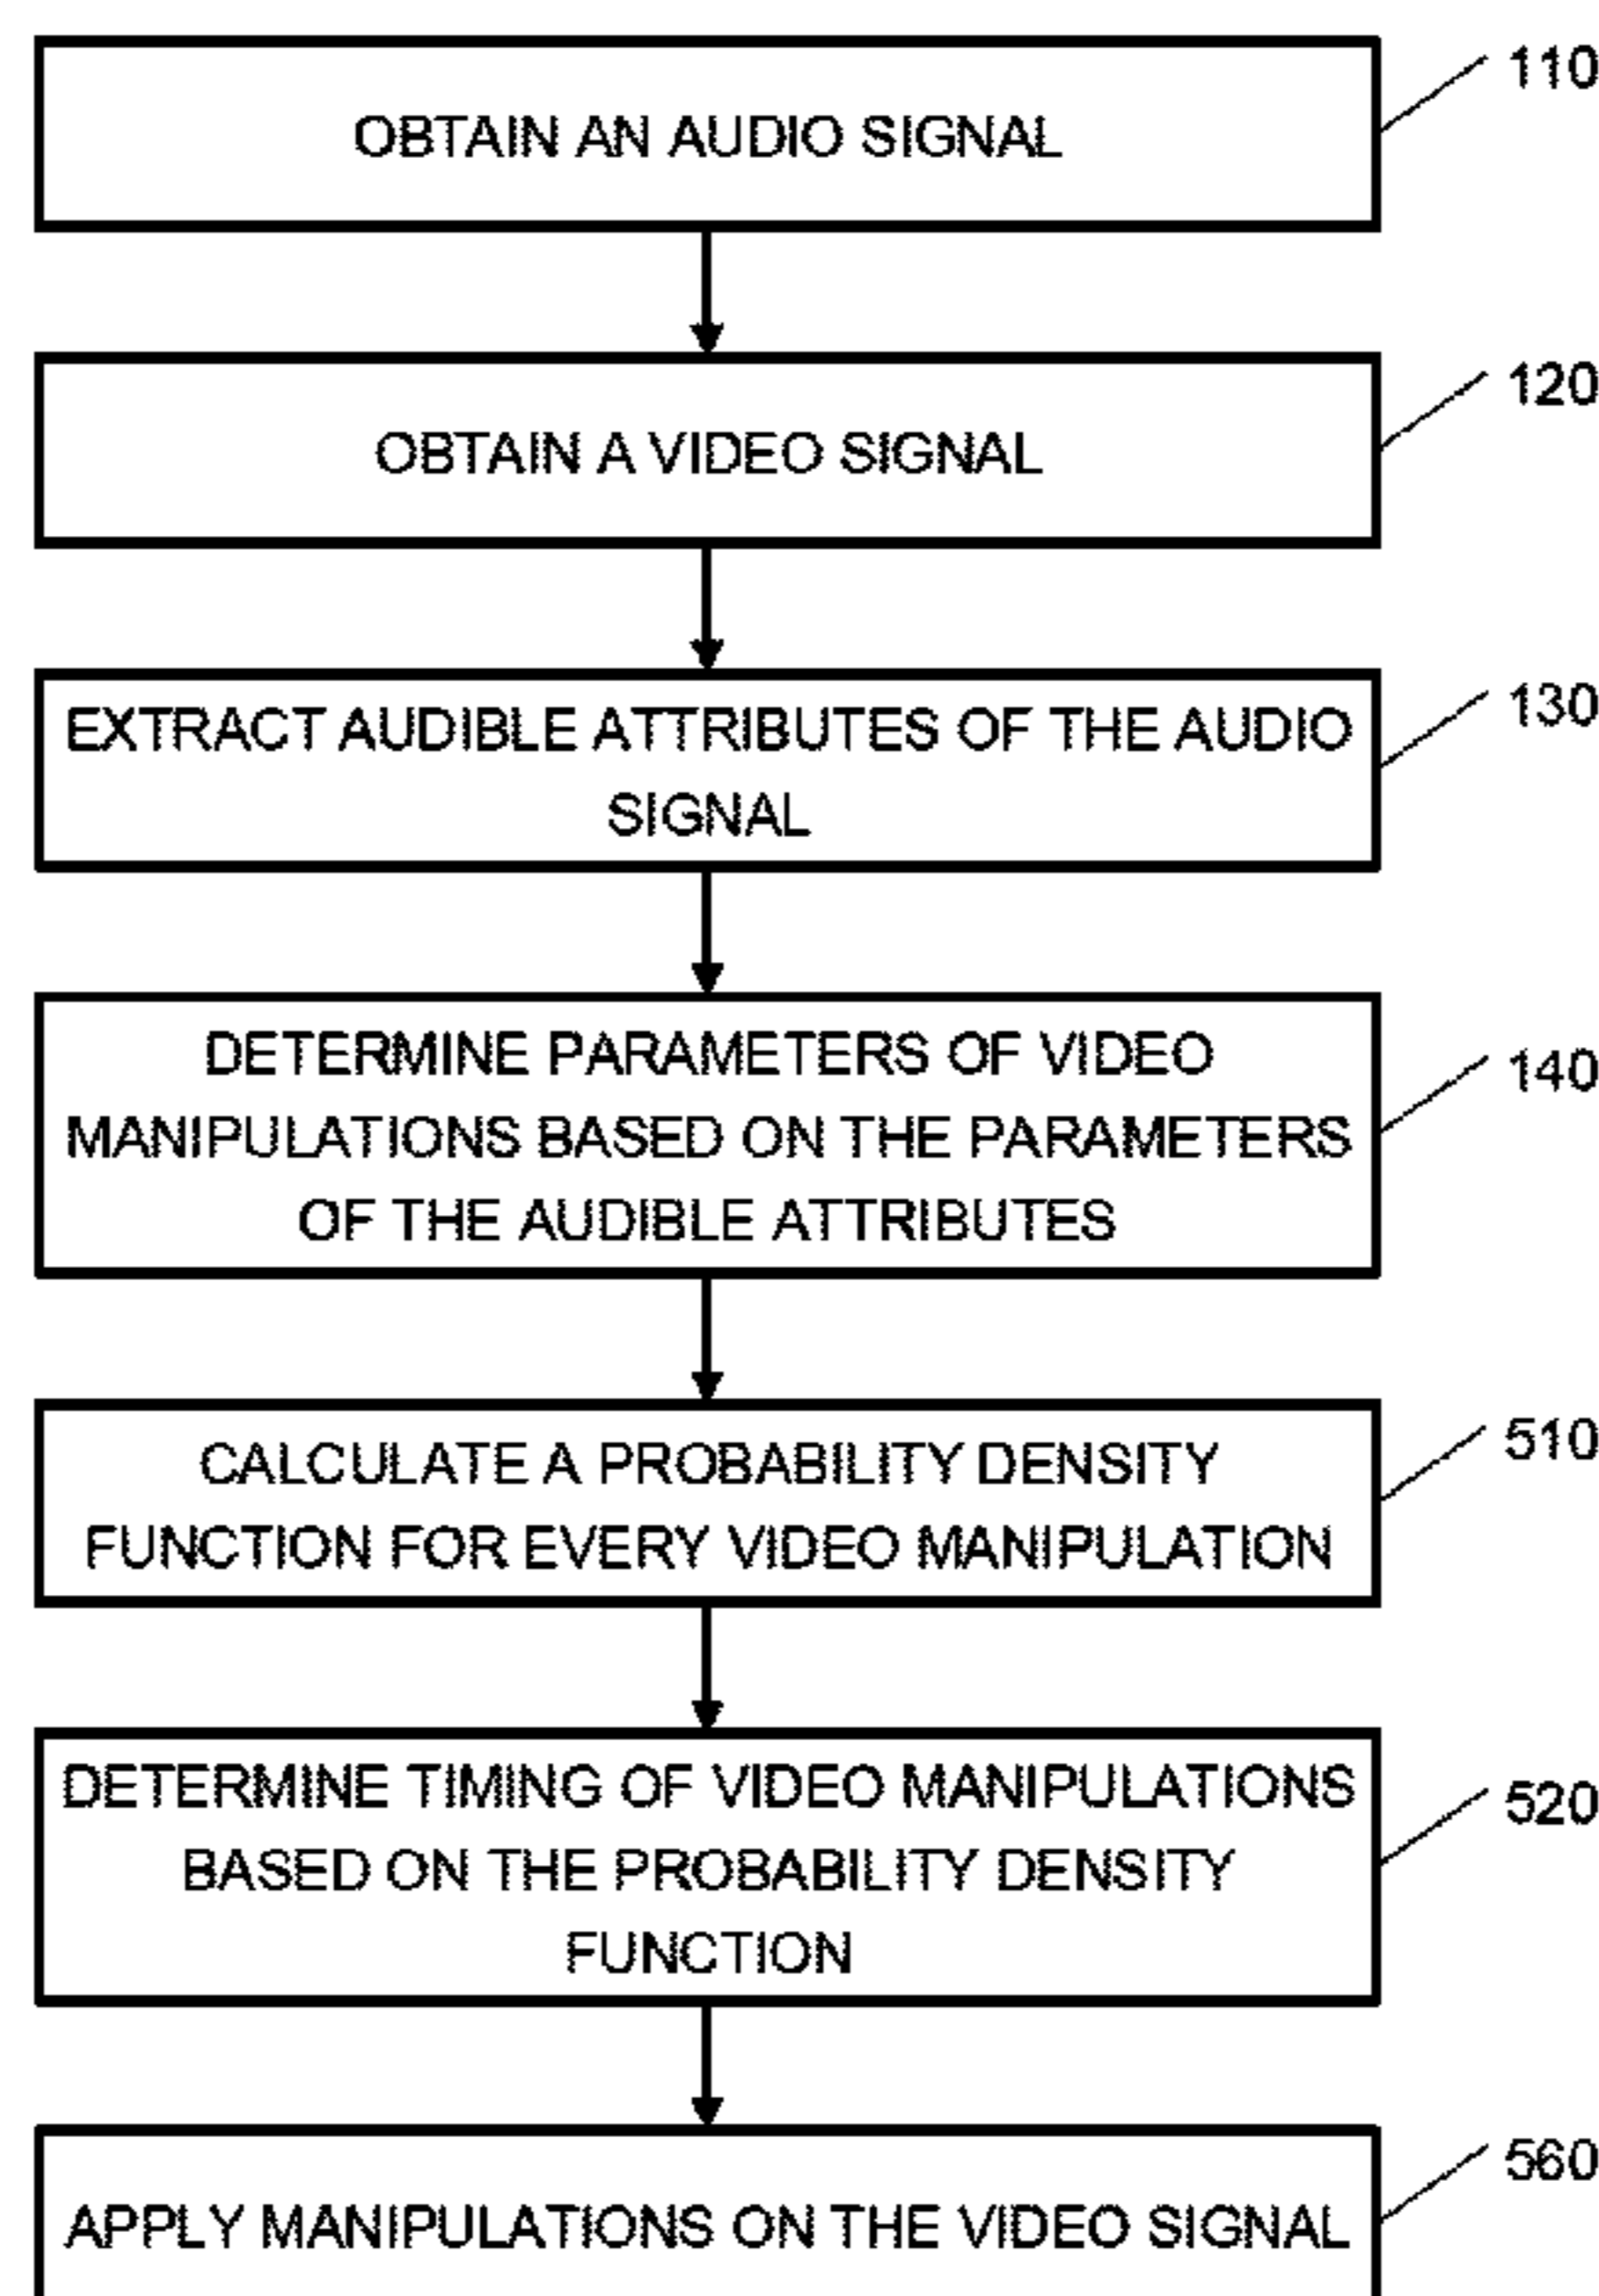 110
OBTAIN AN AUDIO SIGNAL
120
OBTAIN A VIDEO SIGNAL
130
EXTRACT AUDIBLE ATTRIBUTES OF THE AUDIO
SIGNAL
140
DETERMINE PARAMETERS OF VIDEO
MANIPULATIONS BASED ON THE PARAMETERS
OF THE AUDIBLE ATTRIBUTES
510
CALCULATE A PROBABILITY DENSITY
FUNCTION FOR EVERY VIDEO MANIPULATION
520
DETERMINE TIMING OF VIDEO MANIPULATIONS
BASED ON THE PROBABILITY DENSITY
FUNCTION
560
APPLY MANIPULATIONS ON THE VIDEO SIGNAL